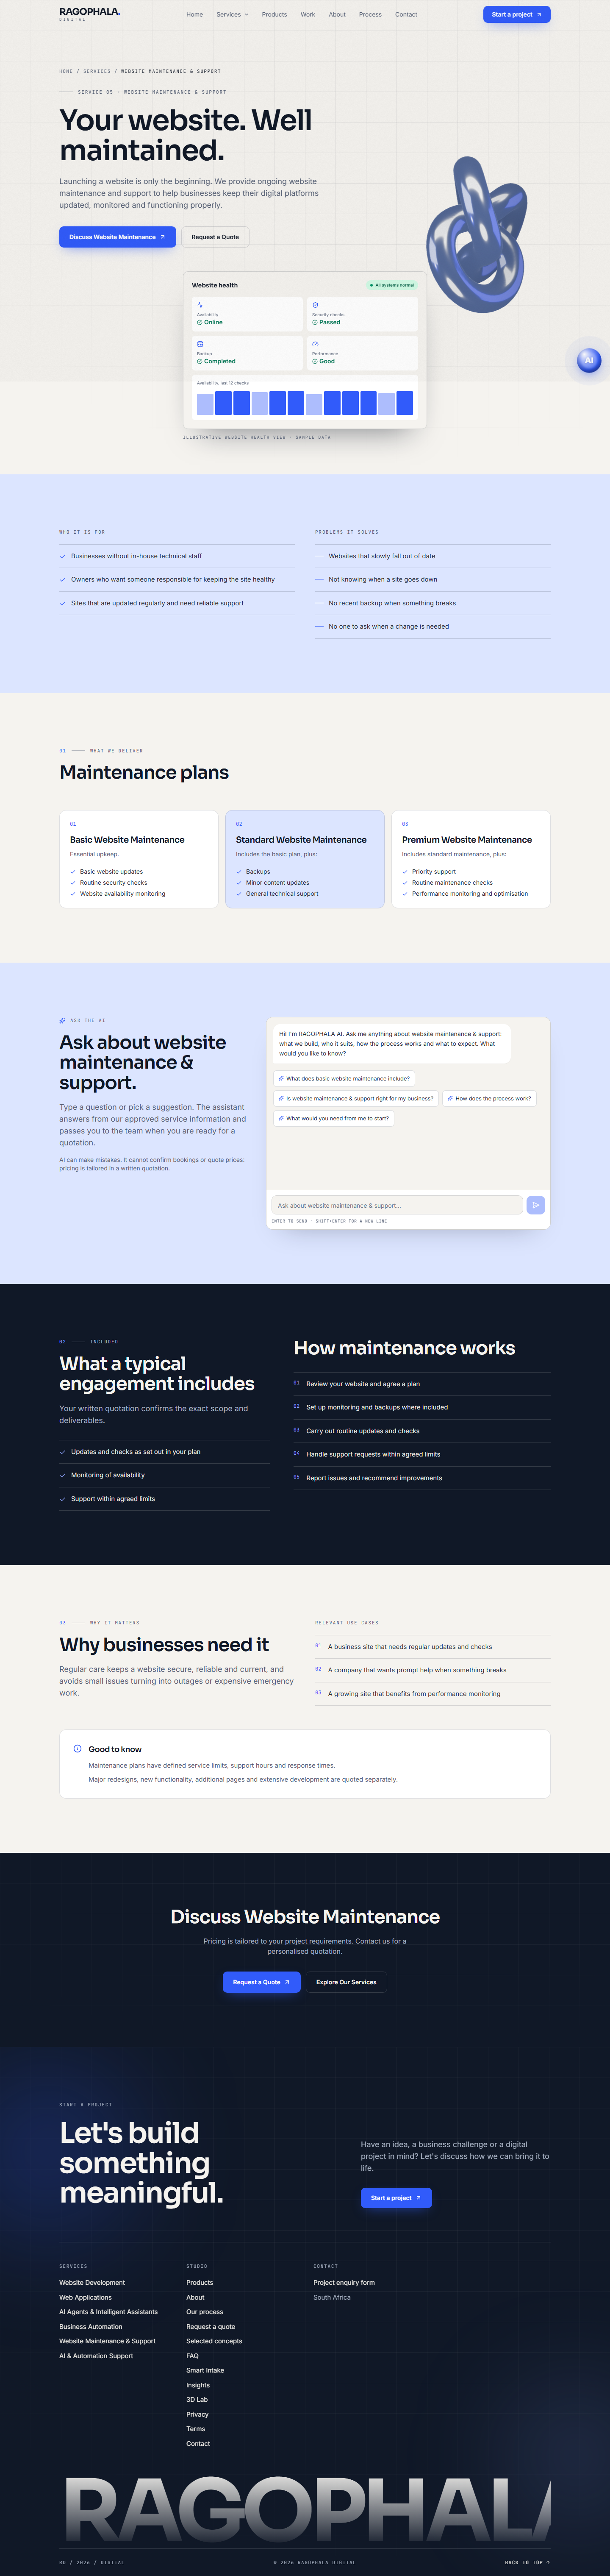 RAGOPHALA.
DIGITAL
Home
Services
Products
Work
About
Process
Contact
Start a project
HOME / SERVICES / WEBSITE MAINTENANCE & SUPPORT
SERVICE 05 · WEBSITE MAINTENANCE & SUPPORT
Your website. Well
maintained.
Launching a website is only the beginning. We provide ongoing website
maintenance and support to help businesses keep their digital platforms
updated, monitored and functioning properly.
Discuss Website Maintenance
Request a Quote
Website health
All systems normal
Availability
Online
Security checks
Passed
Backup
Completed
Performance
Good
Availability, last 12 checks
ILLUSTRATIVE WEBSITE HEALTH VIEW · SAMPLE DATA
AI
WHO IT IS FOR
Businesses without in-house technical staff
Owners who want someone responsible for keeping the site healthy
Sites that are updated regularly and need reliable support
PROBLEMS IT SOLVES
Websites that slowly fall out of date
Not knowing when a site goes down
No recent backup when something breaks
No one to ask when a change is needed
01 WHAT WE DELIVER
Maintenance plans
01
Basic Website Maintenance
Essential upkeep.
Basic website updates
Routine security checks
Website availability monitoring
02
Standard Website Maintenance
Includes the basic plan, plus:
Backups
Minor content updates
General technical support
03
Premium Website Maintenance
Includes standard maintenance, plus:
Priority support
Routine maintenance checks
Performance monitoring and optimisation
ASK THE AI
Ask about website
maintenance &
support.
Type a question or pick a suggestion. The assistant
answers from our approved service information and
passes you to the team when you are ready for a
quotation.
AI can make mistakes. It cannot confirm bookings or quote prices:
pricing is tailored in a written quotation.
Hi! I'm RAGOPHALA AI. Ask me anything about website maintenance & support:
what we build, who it suits, how the process works and what to expect. What
would you like to know?
What does basic website maintenance include?
Is website maintenance & support right for my business?
How does the process work?
What would you need from me to start?
Ask about website maintenance & support...
ENTER TO SEND · SHIFT+ENTER FOR A NEW LINE
02 INCLUDED
What a typical
engagement includes
Your written quotation confirms the exact scope and
deliverables.
Updates and checks as set out in your plan
Monitoring of availability
Support within agreed limits
How maintenance works
01 Review your website and agree a plan
02 Set up monitoring and backups where included
03 Carry out routine updates and checks
04 Handle support requests within agreed limits
05 Report issues and recommend improvements
03 WHY IT MATTERS
Why businesses need it
Regular care keeps a website secure, reliable and current, and
avoids small issues turning into outages or expensive emergency
work.
RELEVANT USE CASES
01 A business site that needs regular updates and checks
02 A company that wants prompt help when something breaks
03 A growing site that benefits from performance monitoring
Good to know
Maintenance plans have defined service limits, support hours and response times.
Major redesigns, new functionality, additional pages and extensive development are quoted separately.
Discuss Website Maintenance
Pricing is tailored to your project requirements. Contact us for a
personalised quotation.
Request a Quote
Explore Our Services
START A PROJECT
Let's build
something
meaningful.
Have an idea, a business challenge or a digital
project in mind? Let's discuss how we can bring it to
life.
Start a project
SERVICES
Website Development
Web Applications
AI Agents & Intelligent Assistants
Business Automation
Website Maintenance & Support
AI & Automation Support
STUDIO
Products
About
Our process
Request a quote
Selected concepts
FAQ
Smart Intake
Insights
3D Lab
Privacy
Terms
Contact
CONTACT
Project enquiry form
South Africa
RAGOPHALA
RD / 2026 / DIGITAL
© 2026 RAGOPHALA DIGITAL
BACK TO TOP ↑